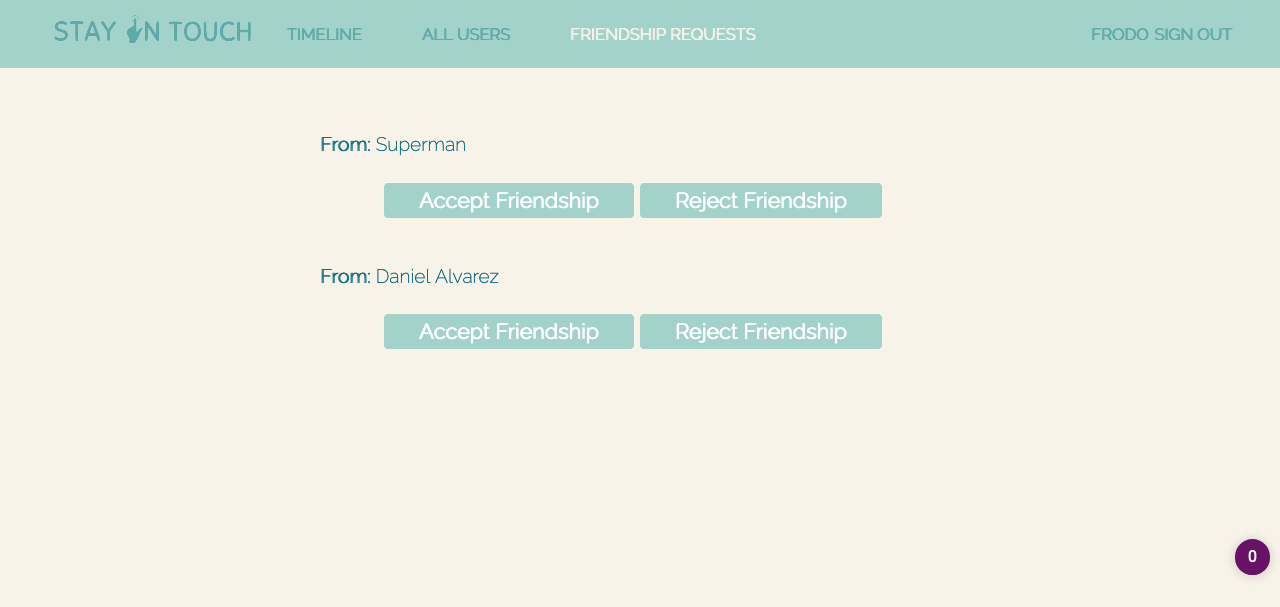 STAY IN TOUCH TIMELINE ALL USERS FRIENDSHIP REQUESTS FRODO SIGN OUT
From: Superman
Accept Friendship Reject Friendship
From: Daniel Alvarez
Accept Friendship Reject Friendship
0